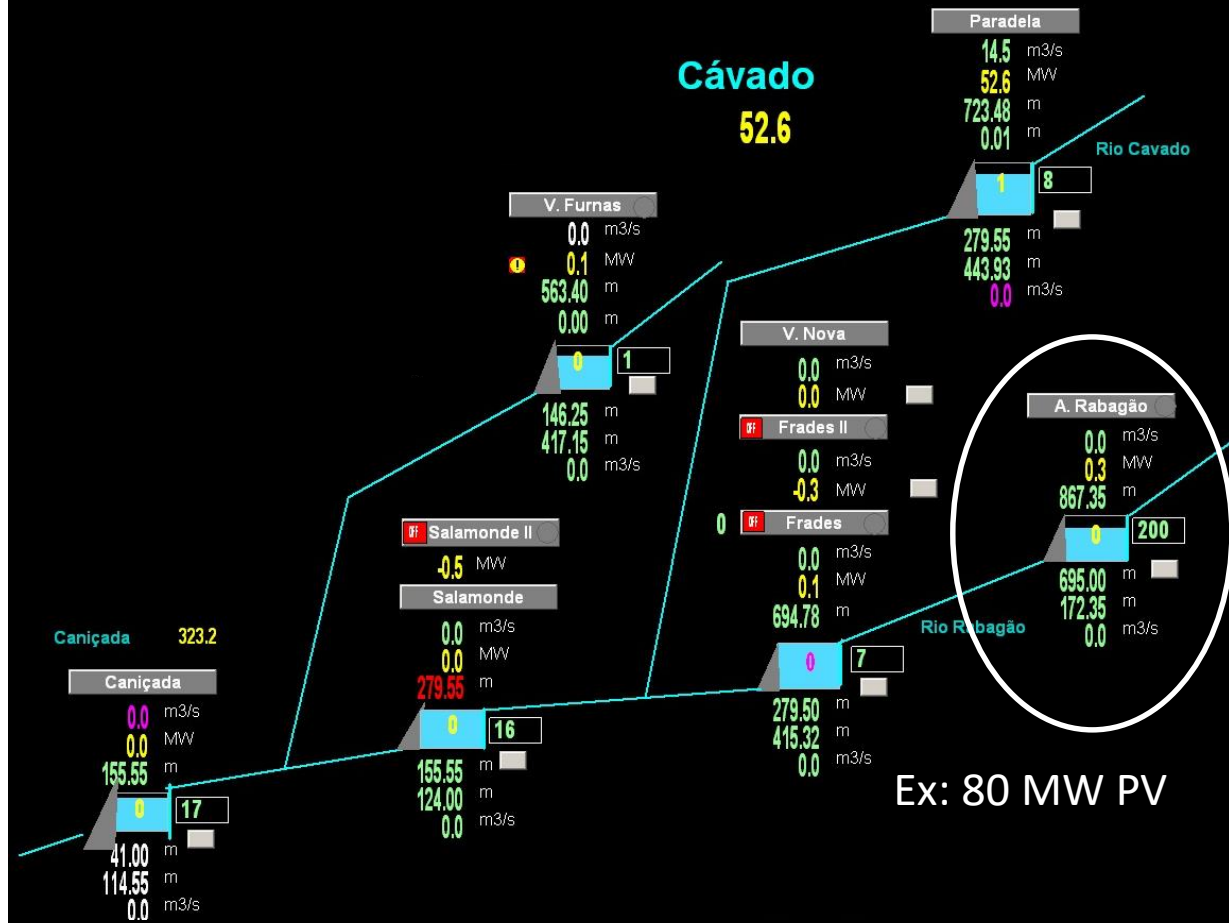 Cávado
52.6
Paradela
14.5 m3/s
52.6 MW
723.48 m
0.01 m
Rio Cavado
1
8
279.55 m
443.93 m
0.0 m3/s
V. Furnas
0.0 m3/s
0.1 MW
563.40 m
0.00 m
0
1
146.25 m
417.15 m
0.0 m3/s
V. Nova
0.0 m3/s
0.0 MW
OFF Frades II
0.0 m3/s
-0.3 MW
0 OFF Frades
0.0 m3/s
0.1 MW
694.78 m
0
7
279.50 m
415.32 m
0.0 m3/s
A. Rabagão
0.0 m3/s
0.3 MW
867.35 m
0
200
695.00 m
172.35 m
0.0 m3/s
Rio Rabagão
OFF Salamonde II
-0.5 MW
Salamonde
0.0 m3/s
0.0 MW
279.55 m
0
16
155.55 m
124.00 m
0.0 m3/s
Caniçada 323.2
Caniçada
0.0 m3/s
0.0 MW
155.55 m
0
17
41.00 m
114.55 m
0.0 m3/s
Ex: 80 MW PV